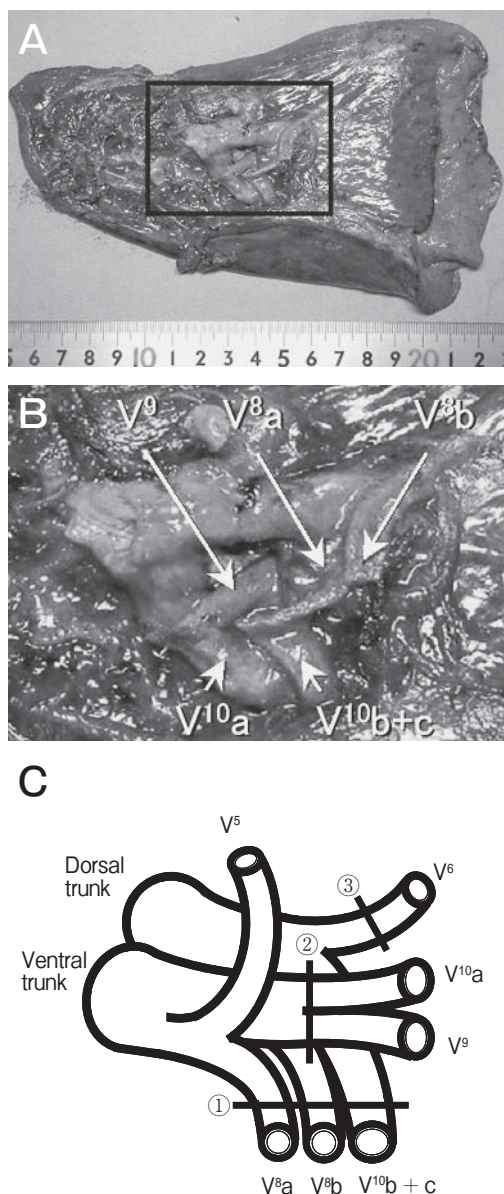 A
6 7 8 9 10 1 2 3 4 5 6 7 8 9 20 1 2
B
V⁹ V⁸a V⁸b
V¹⁰a V¹⁰b+c
C
V⁵
Dorsal
trunk
③
V⁶
②
V¹⁰a
Ventral
trunk
V⁹
①
V⁸a V⁸b V¹⁰b + c